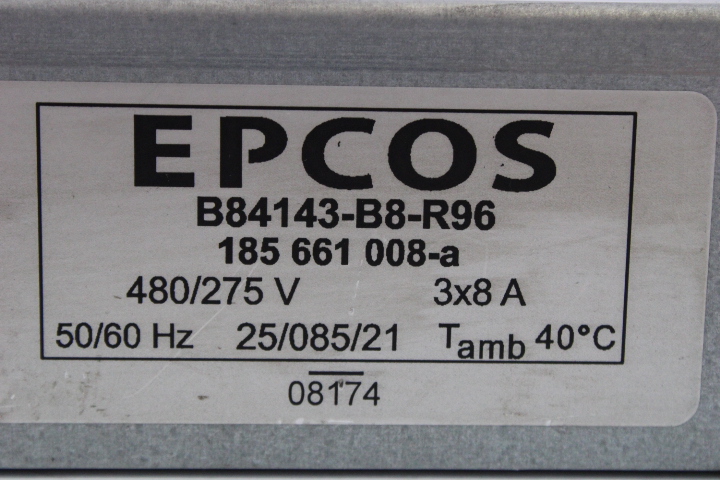 EPCOS
B84143-B8-R96
185 661 008-a
480/275 V 3x8 A
50/60 Hz 25/085/21 Tamb 40°C
08174